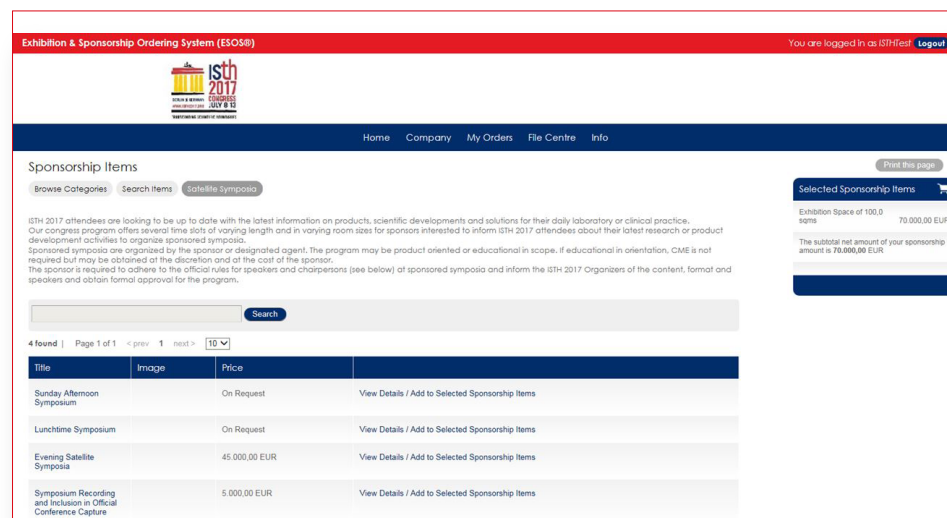 Exhibition & Sponsorship Ordering System (ESOS®)
You are logged in as ISTHTest Logout
isth
2017
BERLIN GERMANY CONGRESS
JULY 8-13
Home Company My Orders File Centre Info
Sponsorship Items
Print this page
Browse Categories Search Items Satellite Symposia
Selected Sponsorship Items
Exhibition Space of 100,0
sqms 70.000,00 EUR
The subtotal net amount of your sponsorship
amount is 70.000,00 EUR
ISTH 2017 attendees are looking to be up to date with the latest information on products, scientific developments and solutions for their daily laboratory or clinical practice.
Our congress program offers several time slots of varying length and in varying room sizes for sponsors interested to inform ISTH 2017 attendees about their latest research or product
development activities to organize sponsored symposia.
Sponsored symposia are organized by the sponsor or designated agent. The program may be product oriented or educational in scope. If educational in orientation, CME is not
required but may be obtained at the discretion and at the cost of the sponsor.
The sponsor is required to adhere to the official rules for speakers and chairpersons (see below) at sponsored symposia and inform the ISTH 2017 Organizers of the content, format and
speakers and obtain formal approval for the program.
Search
4 found | Page 1 of 1 < prev 1 next > 10
Title Image Price
Sunday Afternoon
Symposium On Request View Details / Add to Selected Sponsorship Items
Lunchtime Symposium On Request View Details / Add to Selected Sponsorship Items
Evening Satellite
Symposia 45.000,00 EUR View Details / Add to Selected Sponsorship Items
Symposium Recording
and Inclusion in Official
Conference Capture 5.000,00 EUR View Details / Add to Selected Sponsorship Items